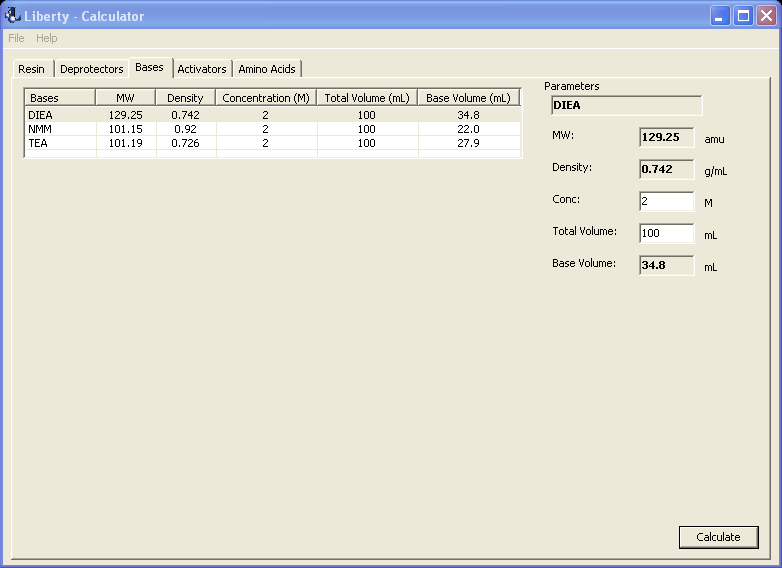 Liberty - Calculator
File Help
Resin Deprotectors Bases Activators Amino Acids
Bases MW Density Concentration (M) Total Volume (mL) Base Volume (mL)
DIEA 129.25 0.742 2 100 34.8
NMM 101.15 0.92 2 100 22.0
TEA 101.19 0.726 2 100 27.9
Parameters
DIEA
MW: 129.25 amu
Density: 0.742 g/mL
Conc: 2 M
Total Volume: 100 mL
Base Volume: 34.8 mL
Calculate